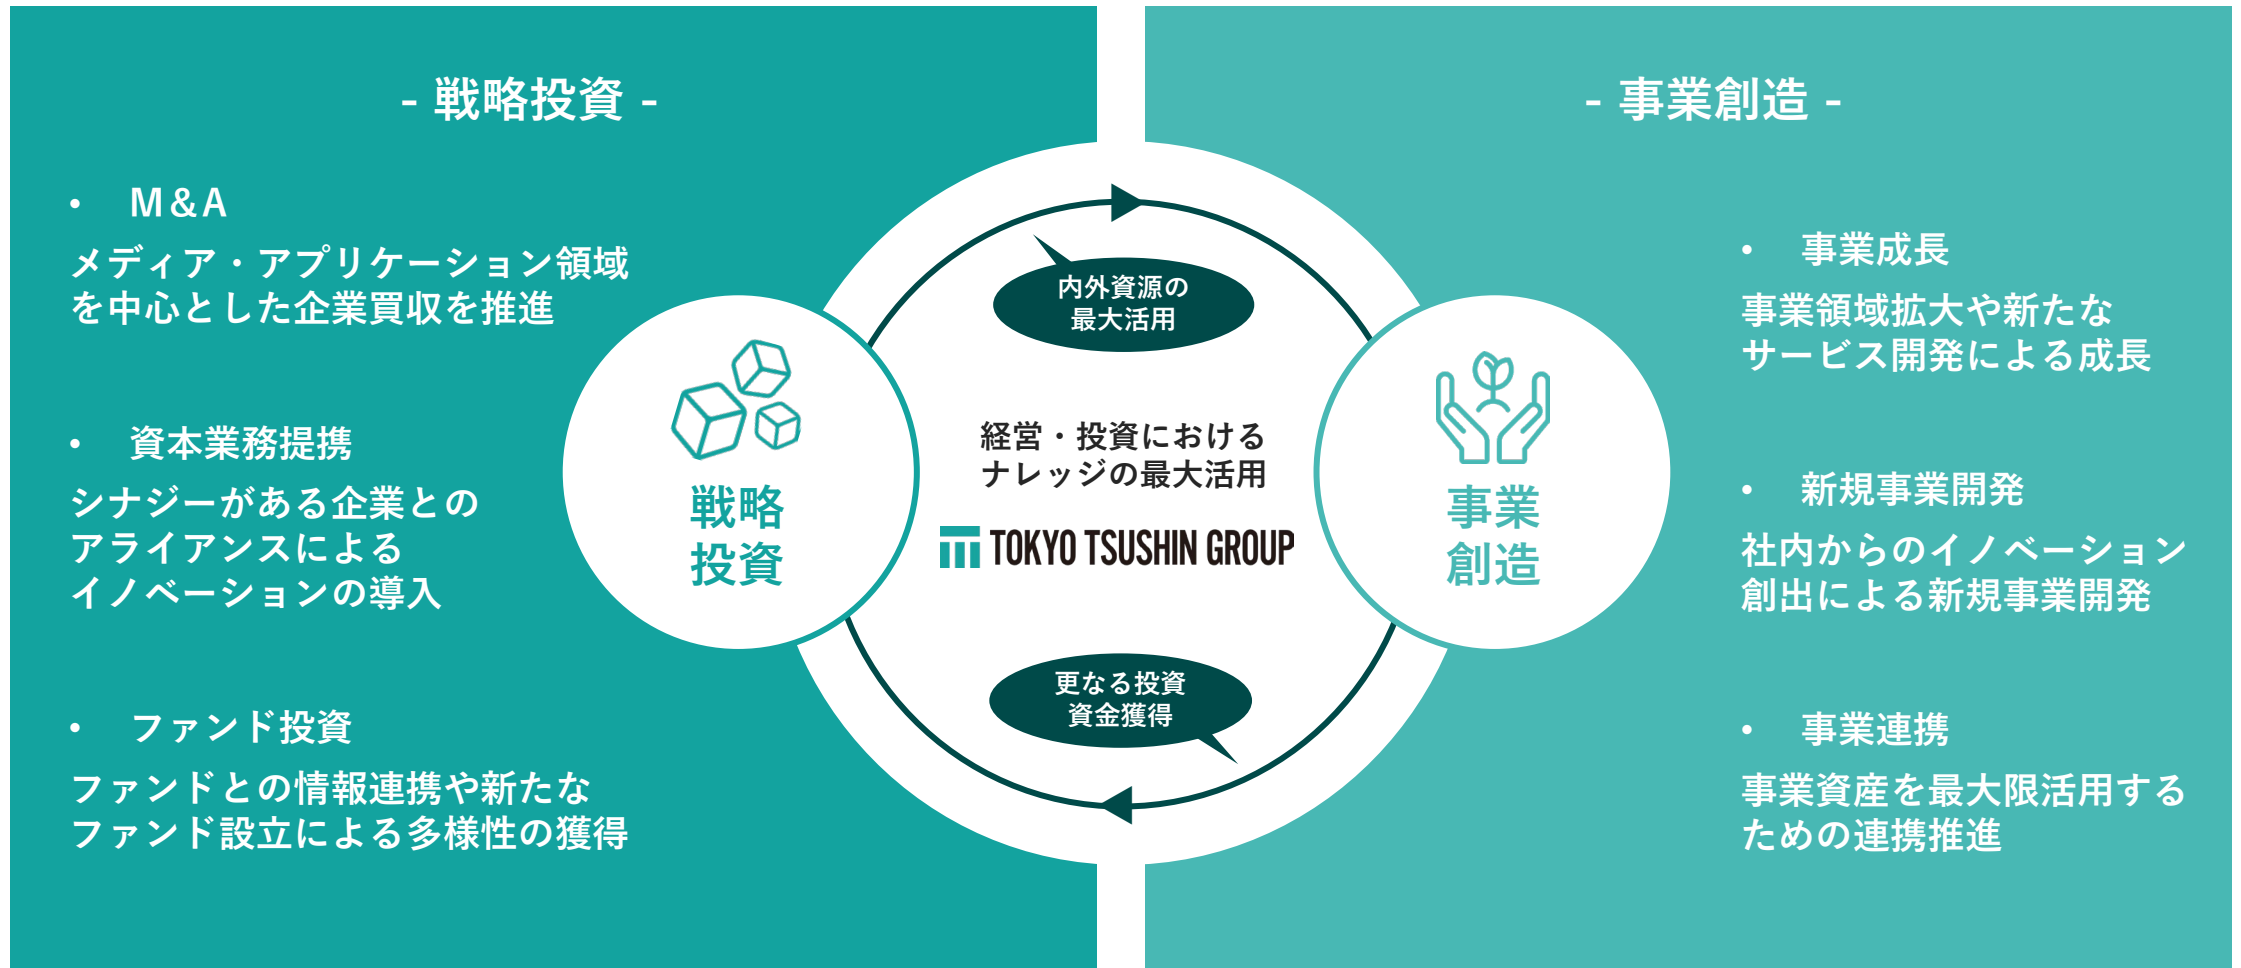 - 戦略投資 -
• M&A
メディア・アプリケーション領域
を中心とした企業買収を推進
• 資本業務提携
シナジーがある企業との
アライアンスによる
イノベーションの導入
• ファンド投資
ファンドとの情報連携や新たな
ファンド設立による多様性の獲得
戦略
投資
内外資源の
最大活用
経営・投資における
ナレッジの最大活用
TOKYO TSUSHIN GROUP
更なる投資
資金獲得
事業
創造
- 事業創造 -
• 事業成長
事業領域拡大や新たな
サービス開発による成長
• 新規事業開発
社内からのイノベーション
創出による新規事業開発
• 事業連携
事業資産を最大限活用する
ための連携推進